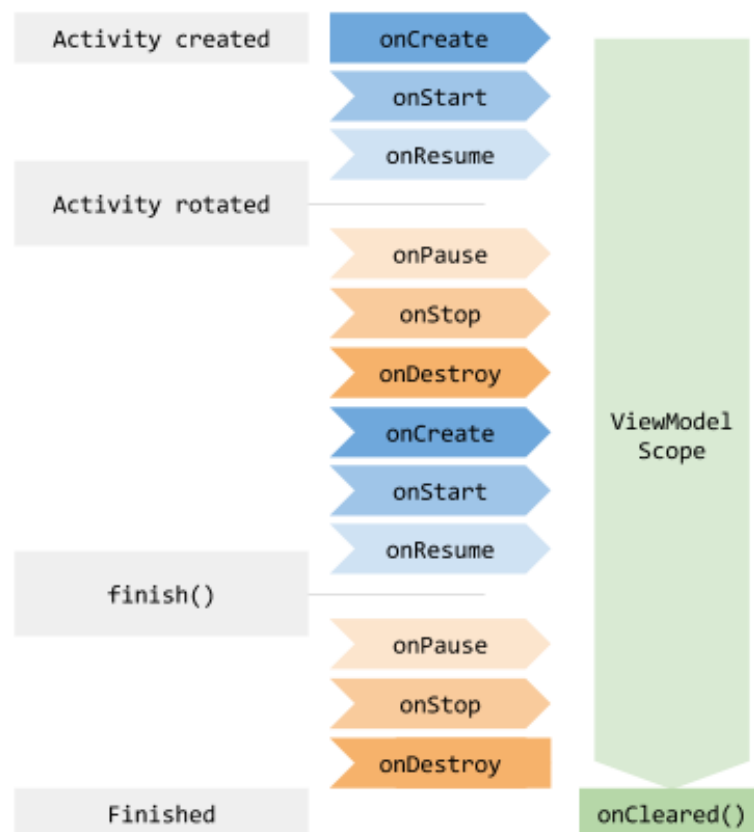 Activity created
onCreate
onStart
onResume
Activity rotated
onPause
onStop
onDestroy
onCreate
onStart
onResume
ViewModel
Scope
finish()
onPause
onStop
onDestroy
Finished
onCleared()